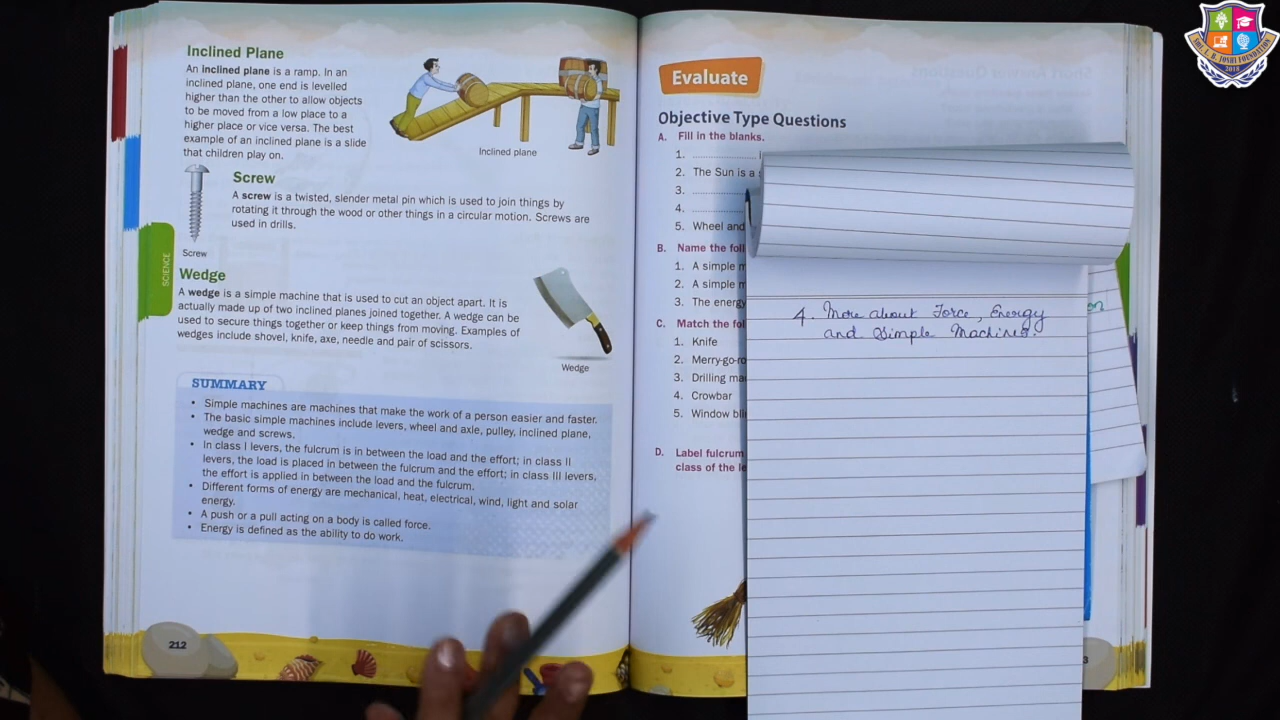 Inclined Plane
An inclined plane is a ramp. In an
inclined plane, one end is levelled
higher than the other to allow objects
to be moved from a low place to a
higher place or vice versa. The best
example of an inclined plane is a slide
that children play on.
Inclined plane
Screw
A screw is a twisted, slender metal pin which is used to join things by
rotating it through the wood or other things in a circular motion. Screws are
used in drills.
Screw
SCIENCE
Wedge
A wedge is a simple machine that is used to cut an object apart. It is
actually made up of two inclined planes joined together. A wedge can be
used to secure things together or keep things from moving. Examples of
wedges include shovel, knife, axe, needle and pair of scissors.
Wedge
SUMMARY
• Simple machines are machines that make the work of a person easier and faster.
• The basic simple machines include levers, wheel and axle, pulley, inclined plane,
wedge and screws.
• In class I levers, the fulcrum is in between the load and the effort; in class II
levers, the load is placed in between the fulcrum and the effort; in class III levers,
the effort is applied in between the load and the fulcrum.
• Different forms of energy are mechanical, heat, electrical, wind, light and solar
energy.
• A push or a pull acting on a body is called force.
• Energy is defined as the ability to do work.
212
Evaluate
Objective Type Questions
A. Fill in the blanks.
1. ....................
2. The Sun is a
3. ....................
4. ....................
5. Wheel and
B. Name the fol
1. A simple m
2. A simple m
3. The energy
C. Match the fol
1. Knife
2. Merry-go-ro
3. Drilling ma
4. Crowbar
5. Window bli
D. Label fulcrum
class of the le
4. More about Force, Energy
and Simple Machines.
3
JOSHI FOUNDATION
2018